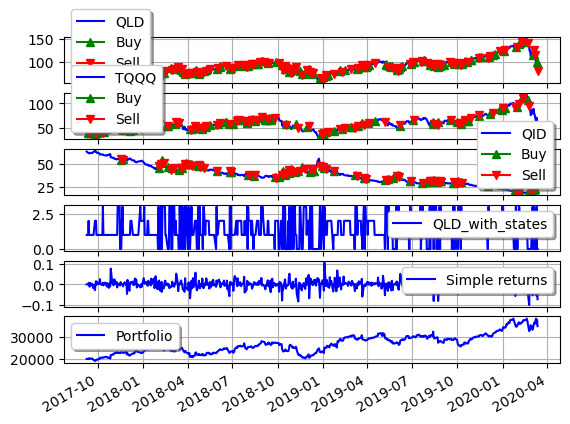 QLD
Buy
Sell
150
100
TQQQ
Buy
Sell
100
50
QID
Buy
Sell
50
25
QLD_with_states
2.5
0.0
Simple returns
0.1
0.0
−0.1
Portfolio
30000
20000
2017-10 2018-01 2018-04 2018-07 2018-10 2019-01 2019-04 2019-07 2019-10 2020-01 2020-04